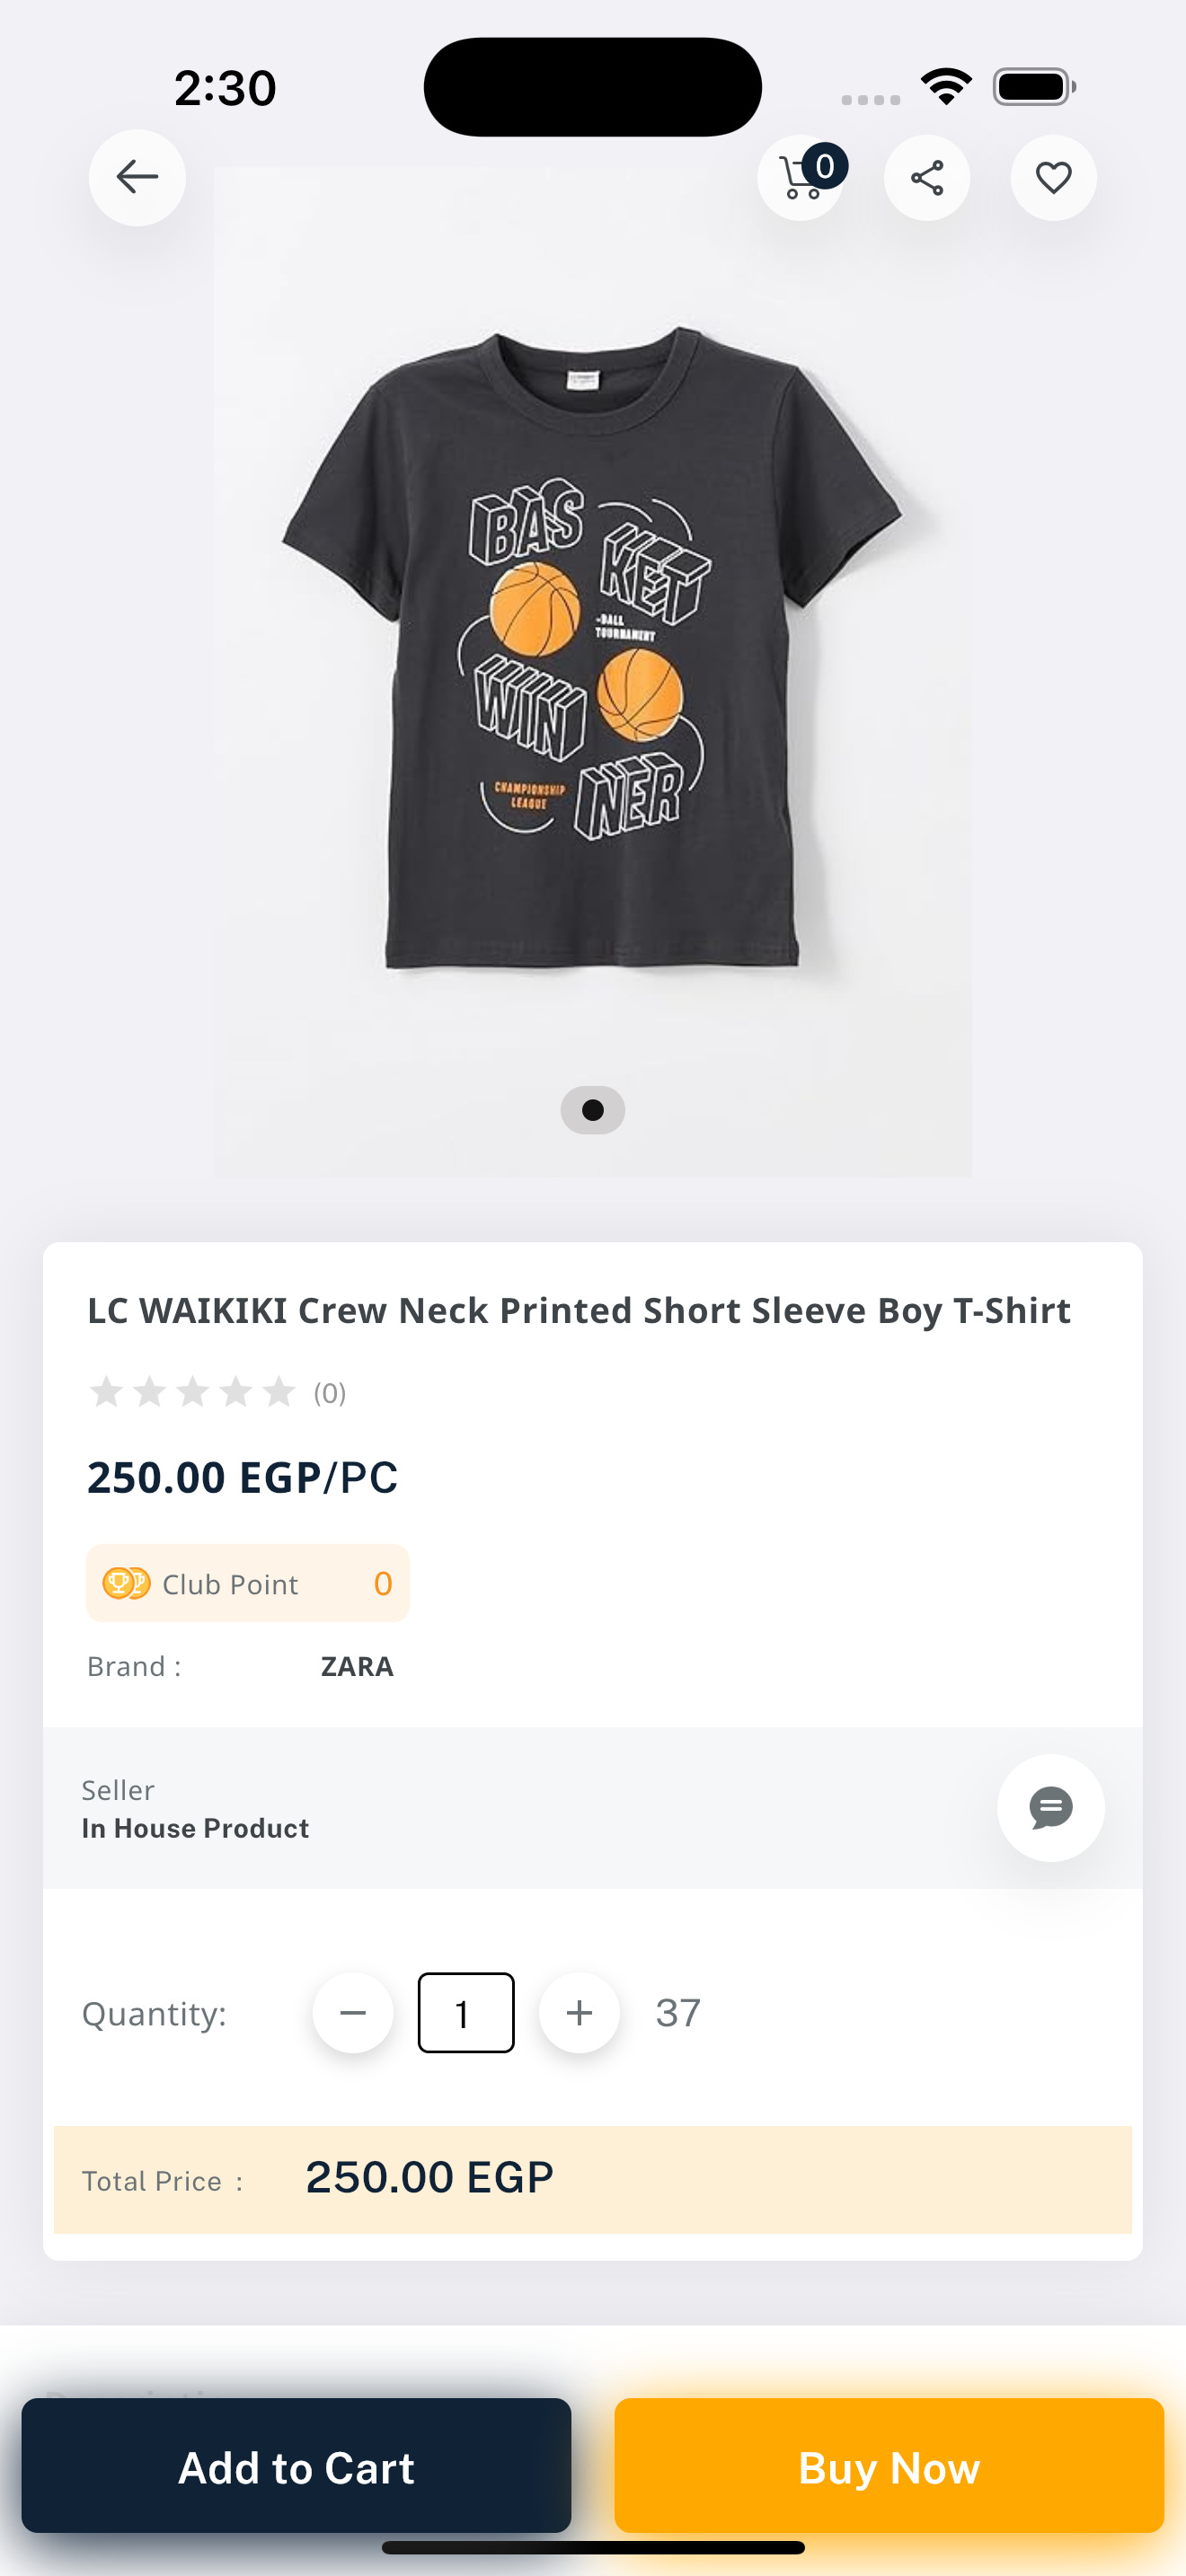 2:30
0
BAS
KET
-BALL
TOURNAMENT
WIN
NER
CHAMPIONSHIP
LEAGUE
LC WAIKIKI Crew Neck Printed Short Sleeve Boy T-Shirt
(0)
250.00 EGP/PC
Club Point 0
Brand : ZARA
Seller
In House Product
Quantity: 1 37
Total Price : 250.00 EGP
Add to Cart Buy Now